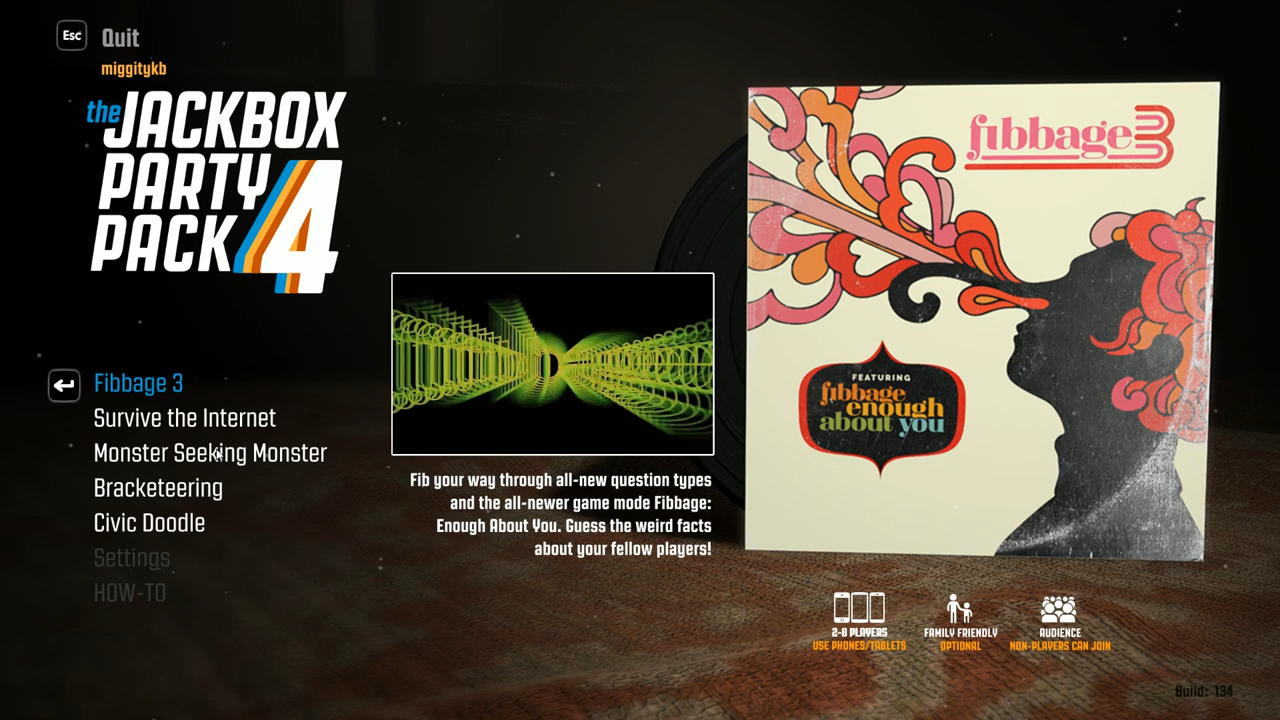 Esc Quit
miggitykb
the JACKBOX
PARTY
PACK 4
Fibbage 3
Survive the Internet
Monster Seeking Monster
Bracketeering
Civic Doodle
Settings
HOW-TO
Fib your way through all-new question types
and the all-newer game mode Fibbage:
Enough About You. Guess the weird facts
about your fellow players!
fibbage 3
FEATURING
fibbage
enough
about you
2-8 PLAYERS
USE PHONES/TABLETS
FAMILY FRIENDLY
OPTIONAL
AUDIENCE
NON-PLAYERS CAN JOIN
Build: 134